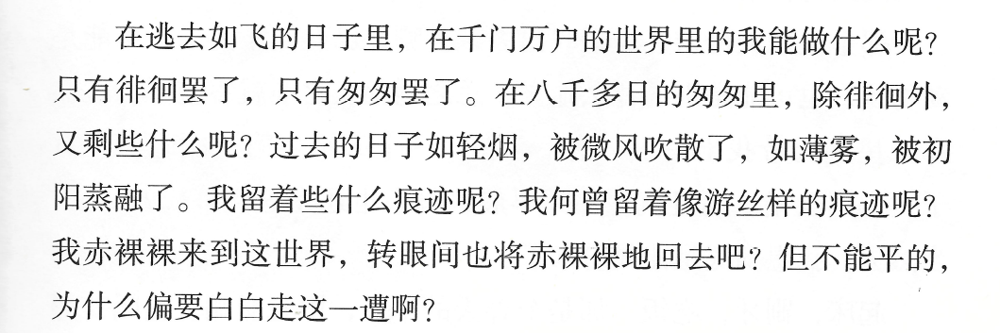 在逃去如飞的日子里，在千门万户的世界里的我能做什么呢？
只有徘徊罢了，只有匆匆罢了。在八千多日的匆匆里，除徘徊外，
又剩些什么呢？过去的日子如轻烟，被微风吹散了，如薄雾，被初
阳蒸融了。我留着些什么痕迹呢？我何曾留着像游丝样的痕迹呢？
我赤裸裸来到这世界，转眼间也将赤裸裸地回去吧？但不能平的，
为什么偏要白白走这一遭啊？